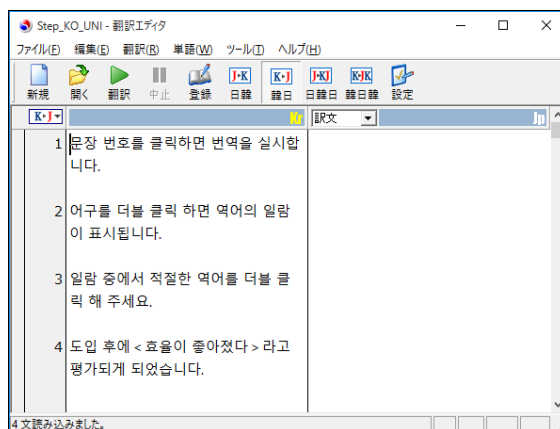 Step_KO_UNI - 翻訳エディタ
ファイル(F) 編集(E) 翻訳(R) 単語(W) ツール(T) ヘルプ(H)
新規 開く 翻訳 中止 登録 日韓 韓日 日韓日 韓日韓 設定
J•K K•J J•KJ K•JK
K•J Kr 訳文 Jp
1 문장 번호를 클릭하면 번역을 실시합
니다.
2 어구를 더블 클릭 하면 역어의 일람
이 표시됩니다.
3 일람 중에서 적절한 역어를 더블 클
릭 해 주세요.
4 도입 후에 < 효율이 좋아졌다 > 라고
평가되게 되었습니다.
4 文読み込みました。